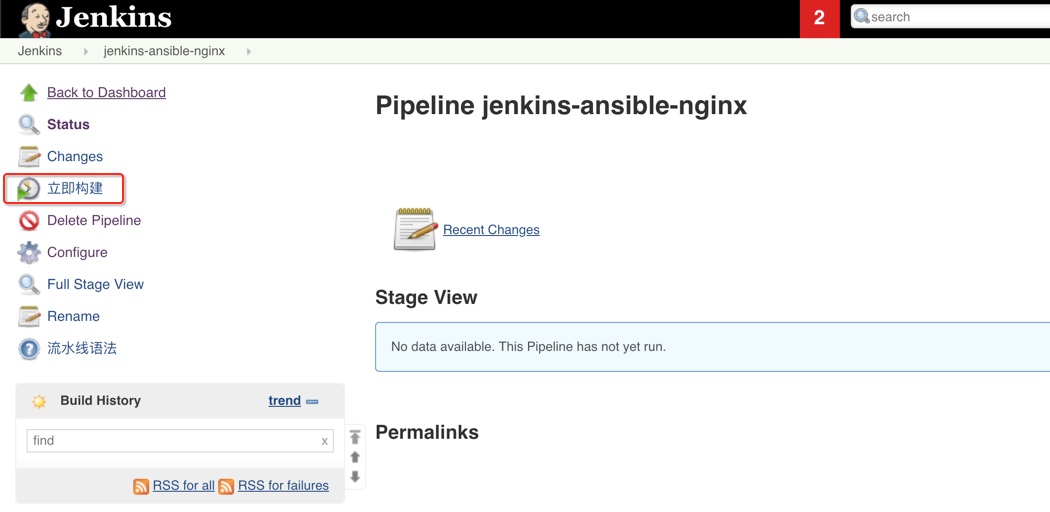 Jenkins
2
search
Jenkins
jenkins-ansible-nginx
Back to Dashboard
Status
Changes
立即构建
Delete Pipeline
Configure
Full Stage View
Rename
流水线语法
Build History
trend
find
x
RSS for all
RSS for failures
Pipeline jenkins-ansible-nginx
Recent Changes
Stage View
No data available. This Pipeline has not yet run.
Permalinks